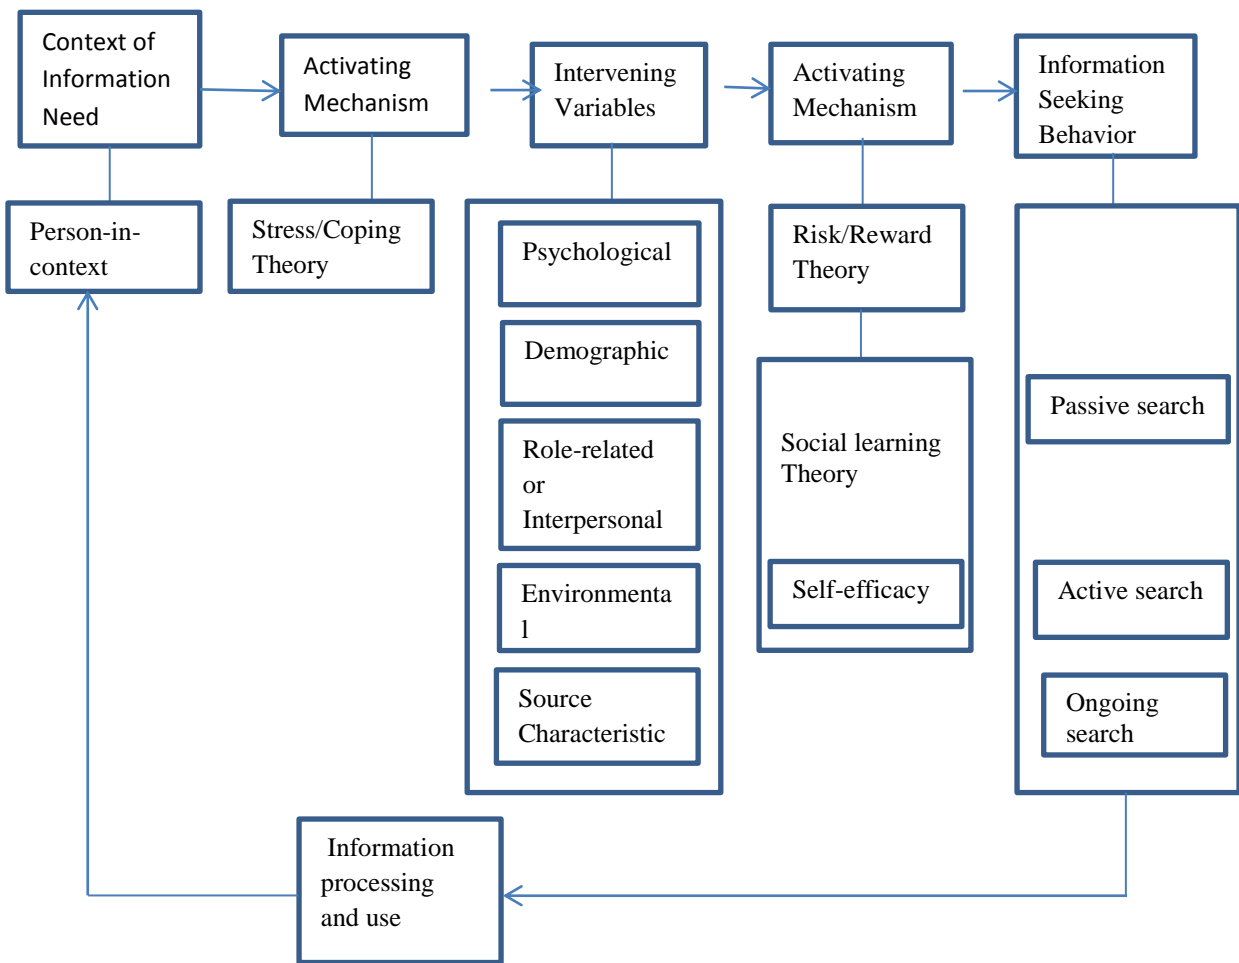 Context of
Information
Need
Activating
Mechanism
Intervening
Variables
Activating
Mechanism
Information
Seeking
Behavior
Person-in-
context
Stress/Coping
Theory
Psychological
Demographic
Role-related
or
Interpersonal
Environmenta
l
Source
Characteristic
Risk/Reward
Theory
Social learning
Theory
Self-efficacy
Passive search
Active search
Ongoing
search
Information
processing
and use